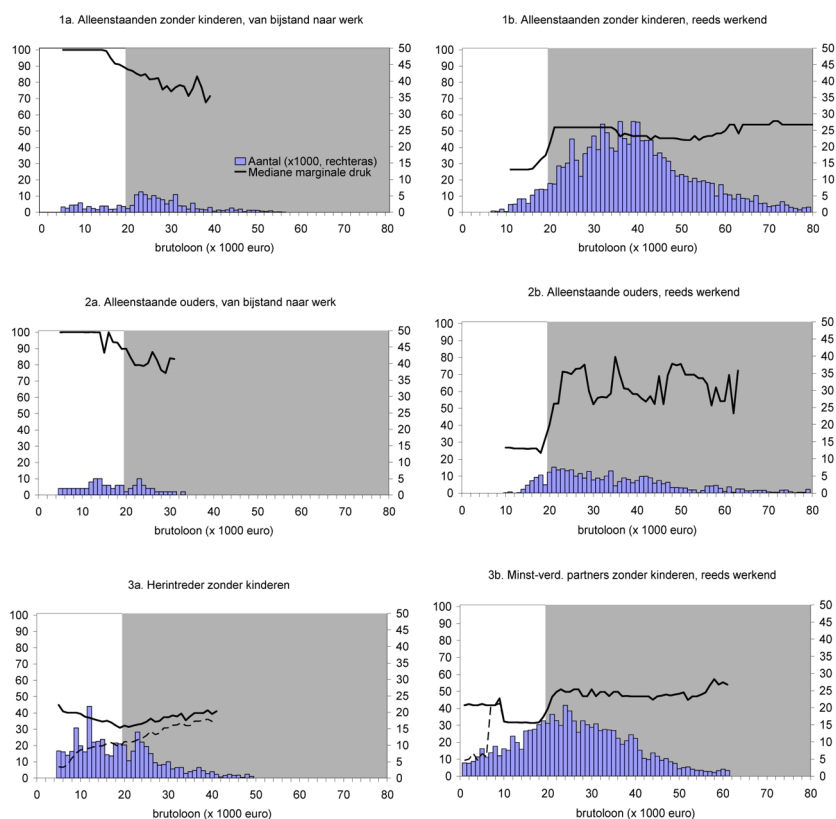 1a. Alleenstaanden zonder kinderen, van bijstand naar werk
100 90 80 70 60 50 40 30 20 10 0
50 45 40 35 30 25 20 15 10 5 0
Aantal (x1000, rechteras)
Mediane marginale druk
0 10 20 30 40 50 60 70 80
brutoloon (x 1000 euro)
1b. Alleenstaanden zonder kinderen, reeds werkend
100 90 80 70 60 50 40 30 20 10 0
50 45 40 35 30 25 20 15 10 5 0
0 10 20 30 40 50 60 70 80
brutoloon (x 1000 euro)
2a. Alleenstaande ouders, van bijstand naar werk
100 90 80 70 60 50 40 30 20 10 0
50 45 40 35 30 25 20 15 10 5 0
0 10 20 30 40 50 60 70 80
brutoloon (x 1000 euro)
2b. Alleenstaande ouders, reeds werkend
100 90 80 70 60 50 40 30 20 10 0
50 45 40 35 30 25 20 15 10 5 0
0 10 20 30 40 50 60 70 80
brutoloon (x 1000 euro)
3a. Herintreder zonder kinderen
100 90 80 70 60 50 40 30 20 10 0
50 45 40 35 30 25 20 15 10 5 0
0 10 20 30 40 50 60 70 80
brutoloon (x 1000 euro)
3b. Minst-verd. partners zonder kinderen, reeds werkend
100 90 80 70 60 50 40 30 20 10 0
50 45 40 35 30 25 20 15 10 5 0
0 10 20 30 40 50 60 70 80
brutoloon (x 1000 euro)